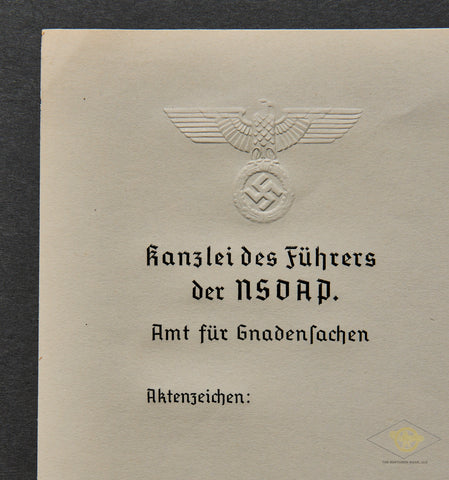 Kanzlei des Führers
der NSDAP.
Amt für Gnadenſachen
Aktenzeichen: